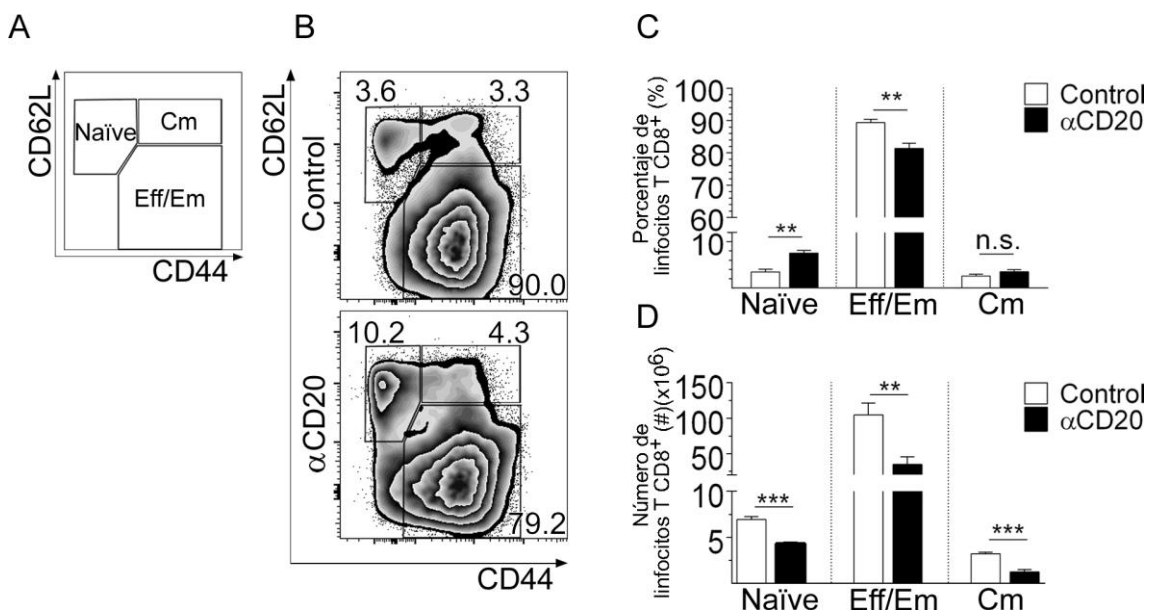 A
CD62L
Naïve
Cm
Eff/Em
CD44
B
CD62L
Control
3.6
3.3
90.0
αCD20
10.2
4.3
79.2
CD44
C
Porcentaje de
linfocitos T CD8+ (%)
100
90
80
70
60
10
**
**
n.s.
Naïve
Eff/Em
Cm
Control
αCD20
D
Número de
linfocitos T CD8+ (#)(x10⁶)
150
100
50
10
5
***
**
***
Naïve
Eff/Em
Cm
Control
αCD20